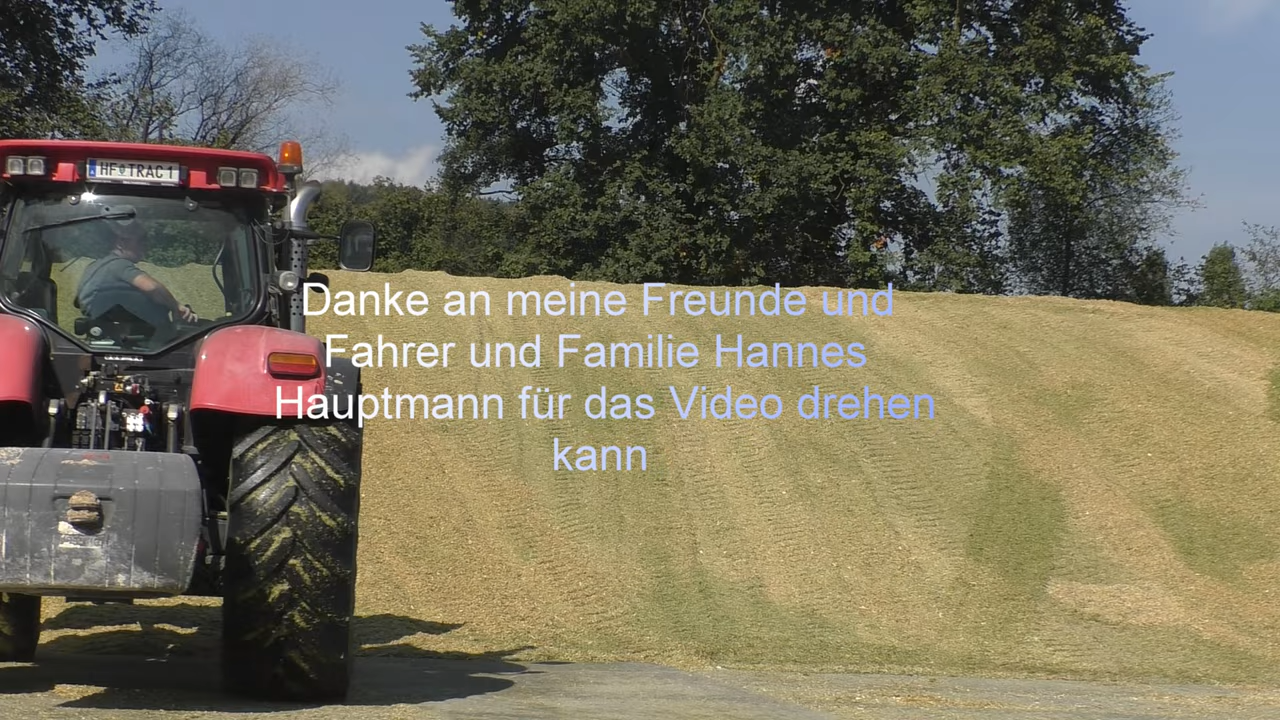 HF TRAC 1
Danke an meine Freunde und
Fahrer und Familie Hannes
Hauptmann für das Video drehen
kann